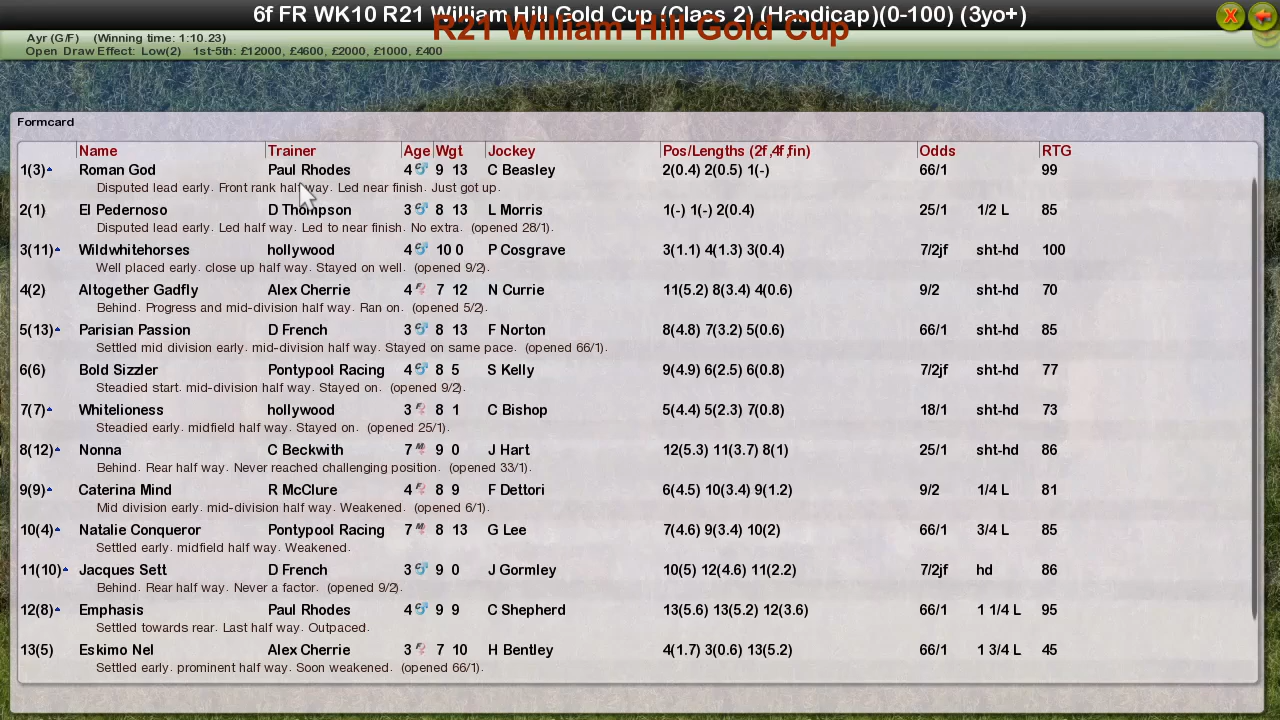 6f FR WK10 R21 William Hill Gold Cup (Class 2) (Handicap)(0-100) (3yo+)
R21 William Hill Gold Cup
Ayr (G/F) (Winning time: 1:10.23)
Open Draw Effect: Low(2) 1st-5th: £12000, £4600, £2000, £1000, £400
Formcard
Name Trainer Age Wgt Jockey Pos/Lengths (2f,4f,fin) Odds RTG
1(3) Roman God Paul Rhodes 4 9 13 C Beasley 2(0.4) 2(0.5) 1(-) 66/1 99
Disputed lead early. Front rank half way. Led near finish. Just got up.
2(1) El Pedernoso D Thompson 3 8 13 L Morris 1(-) 1(-) 2(0.4) 25/1 1/2 L 85
Disputed lead early. Led half way. Led to near finish. No extra. (opened 28/1).
3(11) Wildwhitehorses hollywood 4 10 0 P Cosgrave 3(1.1) 4(1.3) 3(0.4) 7/2jf sht-hd 100
Well placed early. close up half way. Stayed on well. (opened 9/2).
4(2) Altogether Gadfly Alex Cherrie 4 7 12 N Currie 11(5.2) 8(3.4) 4(0.6) 9/2 sht-hd 70
Behind. Progress and mid-division half way. Ran on. (opened 5/2).
5(13) Parisian Passion D French 3 8 13 F Norton 8(4.8) 7(3.2) 5(0.6) 66/1 sht-hd 85
Settled mid division early. mid-division half way. Stayed on same pace. (opened 66/1).
6(6) Bold Sizzler Pontypool Racing 4 8 5 S Kelly 9(4.9) 6(2.5) 6(0.8) 7/2jf sht-hd 77
Steadied start. mid-division half way. Stayed on. (opened 9/2).
7(7) Whitelioness hollywood 3 8 1 C Bishop 5(4.4) 5(2.3) 7(0.8) 18/1 sht-hd 73
Steadied early. midfield half way. Stayed on. (opened 25/1).
8(12) Nonna C Beckwith 7 9 0 J Hart 12(5.3) 11(3.7) 8(1) 25/1 sht-hd 86
Behind. Rear half way. Never reached challenging position. (opened 33/1).
9(9) Caterina Mind R McClure 4 8 9 F Dettori 6(4.5) 10(3.4) 9(1.2) 9/2 1/4 L 81
Mid division early. mid-division half way. Weakened. (opened 6/1).
10(4) Natalie Conqueror Pontypool Racing 7 8 13 G Lee 7(4.6) 9(3.4) 10(2) 66/1 3/4 L 85
Settled early. midfield half way. Weakened.
11(10) Jacques Sett D French 3 9 0 J Gormley 10(5) 12(4.6) 11(2.2) 7/2jf hd 86
Behind. Rear half way. Never a factor. (opened 9/2).
12(8) Emphasis Paul Rhodes 4 9 9 C Shepherd 13(5.6) 13(5.2) 12(3.6) 66/1 1 1/4 L 95
Settled towards rear. Last half way. Outpaced.
13(5) Eskimo Nel Alex Cherrie 3 7 10 H Bentley 4(1.7) 3(0.6) 13(5.2) 66/1 1 3/4 L 45
Settled early. prominent half way. Soon weakened. (opened 66/1).